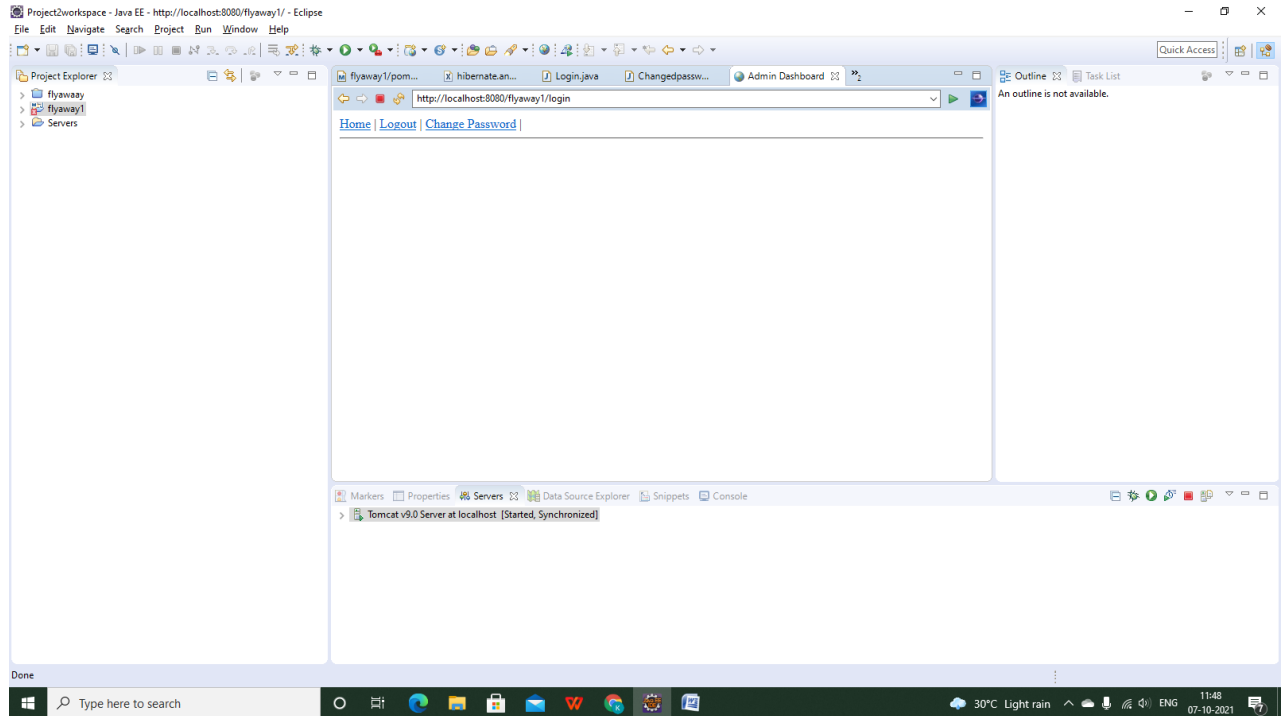 Project2workspace - Java EE - http://localhost:8080/flyaway1/ - Eclipse
File Edit Navigate Search Project Run Window Help
Quick Access
Project Explorer
flyawaay
flyaway1
Servers
flyaway1/pom... hibernate.an... Login.java Changedpassw... Admin Dashboard »2
http://localhost:8080/flyaway1/login
Home | Logout | Change Password |
Outline Task List
An outline is not available.
Markers Properties Servers Data Source Explorer Snippets Console
Tomcat v9.0 Server at localhost [Started, Synchronized]
Done
Type here to search
30°C Light rain ENG 11:48
07-10-2021